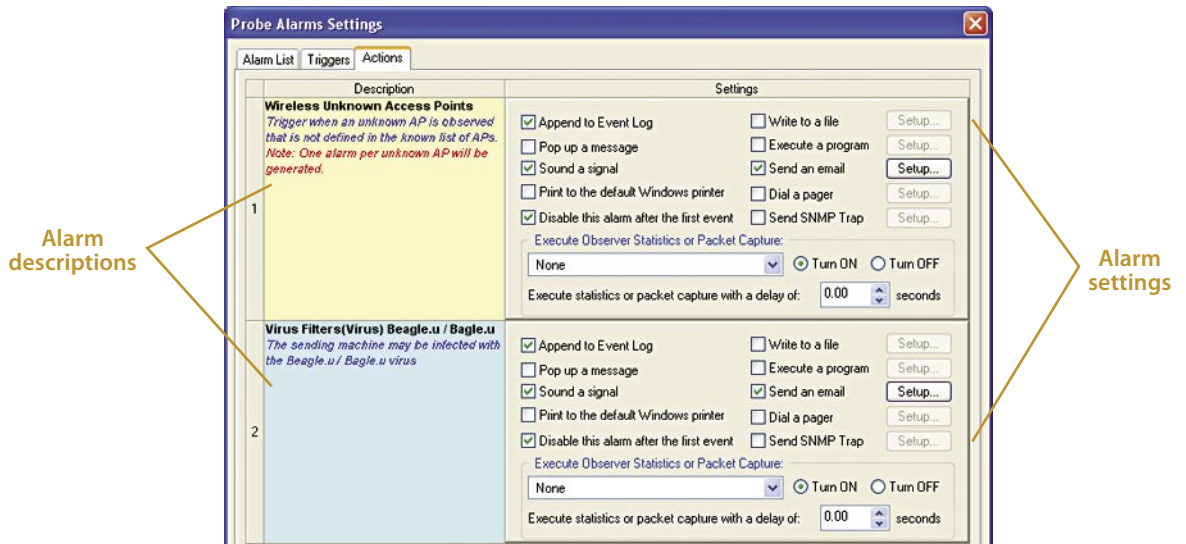 Probe Alarms Settings
Alarm List Triggers Actions
Description Settings
1
Wireless Unknown Access Points
Trigger when an unknown AP is observed
that is not defined in the known list of APs.
Note: One alarm per unknown AP will be
generated.
Append to Event Log Write to a file Setup...
Pop up a message Execute a program Setup...
Sound a signal Send an email Setup...
Print to the default Windows printer Dial a pager Setup...
Disable this alarm after the first event Send SNMP Trap Setup...
Execute Observer Statistics or Packet Capture:
None Turn ON Turn OFF
Execute statistics or packet capture with a delay of: 0.00 seconds
2
Virus Filters(Virus) Beagle.u / Bagle.u
The sending machine may be infected with
the Beagle.u / Bagle.u virus
Append to Event Log Write to a file Setup...
Pop up a message Execute a program Setup...
Sound a signal Send an email Setup...
Print to the default Windows printer Dial a pager Setup...
Disable this alarm after the first event Send SNMP Trap Setup...
Execute Observer Statistics or Packet Capture:
None Turn ON Turn OFF
Execute statistics or packet capture with a delay of: 0.00 seconds
Alarm
descriptions
Alarm
settings